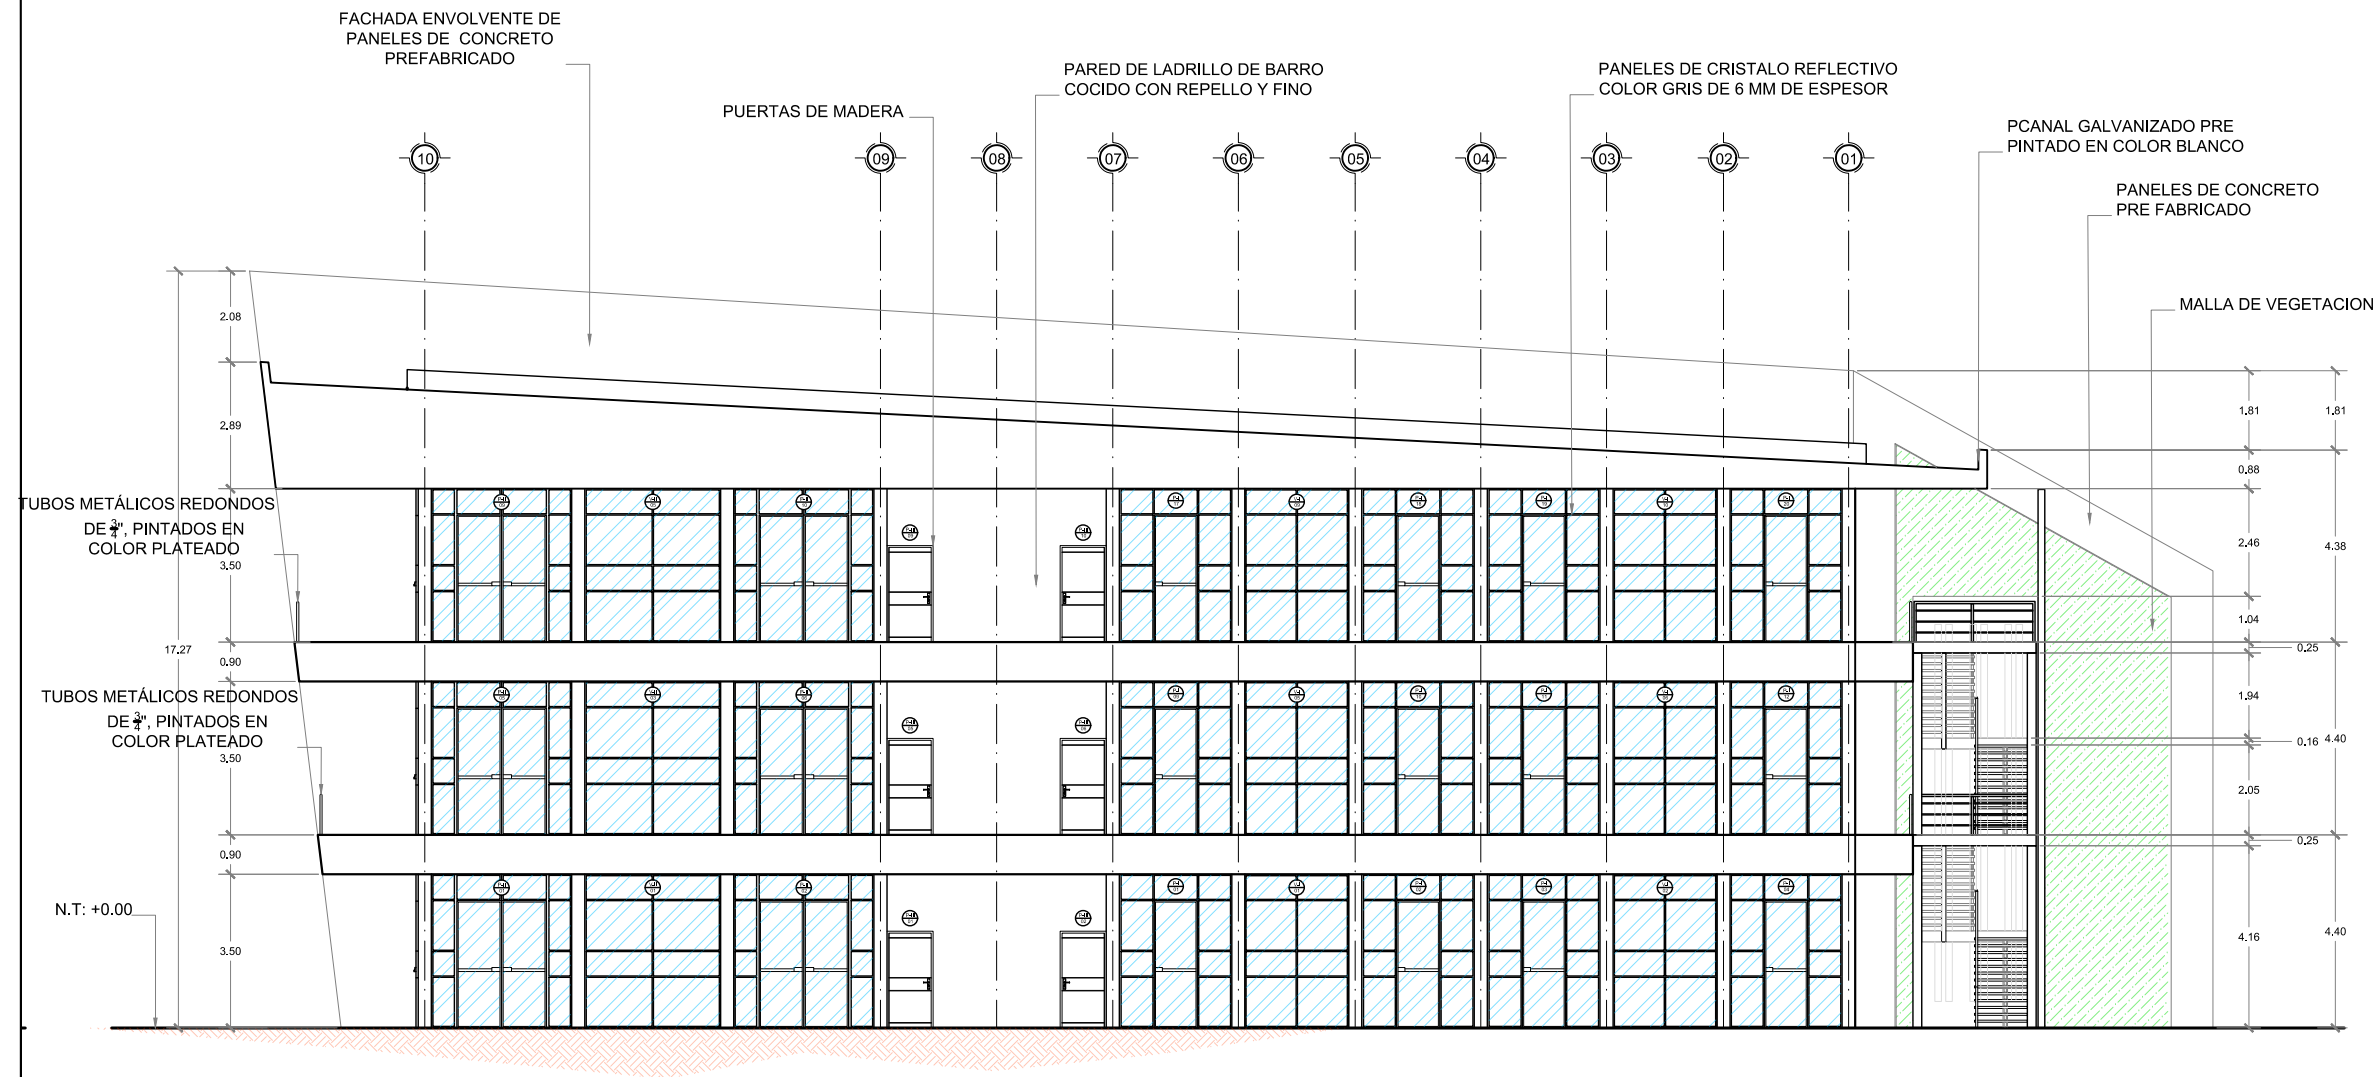 FACHADA ENVOLVENTE DE
PANELES DE CONCRETO
PREFABRICADO
PUERTAS DE MADERA
PARED DE LADRILLO DE BARRO
COCIDO CON REPELLO Y FINO
PANELES DE CRISTALO REFLECTIVO
COLOR GRIS DE 6 MM DE ESPESOR
PCANAL GALVANIZADO PRE
PINTADO EN COLOR BLANCO
PANELES DE CONCRETO
PRE FABRICADO
MALLA DE VEGETACION
10
09
08
07
06
05
04
03
02
01
2.08
2.89
TUBOS METÁLICOS REDONDOS
DE 3/4", PINTADOS EN
COLOR PLATEADO
3.50
17.27
0.90
TUBOS METÁLICOS REDONDOS
DE 3/4", PINTADOS EN
COLOR PLATEADO
3.50
0.90
N.T: +0.00
3.50
1.81
1.81
0.88
2.46
4.38
1.04
0.25
1.94
0.16
4.40
2.05
0.25
4.16
4.40